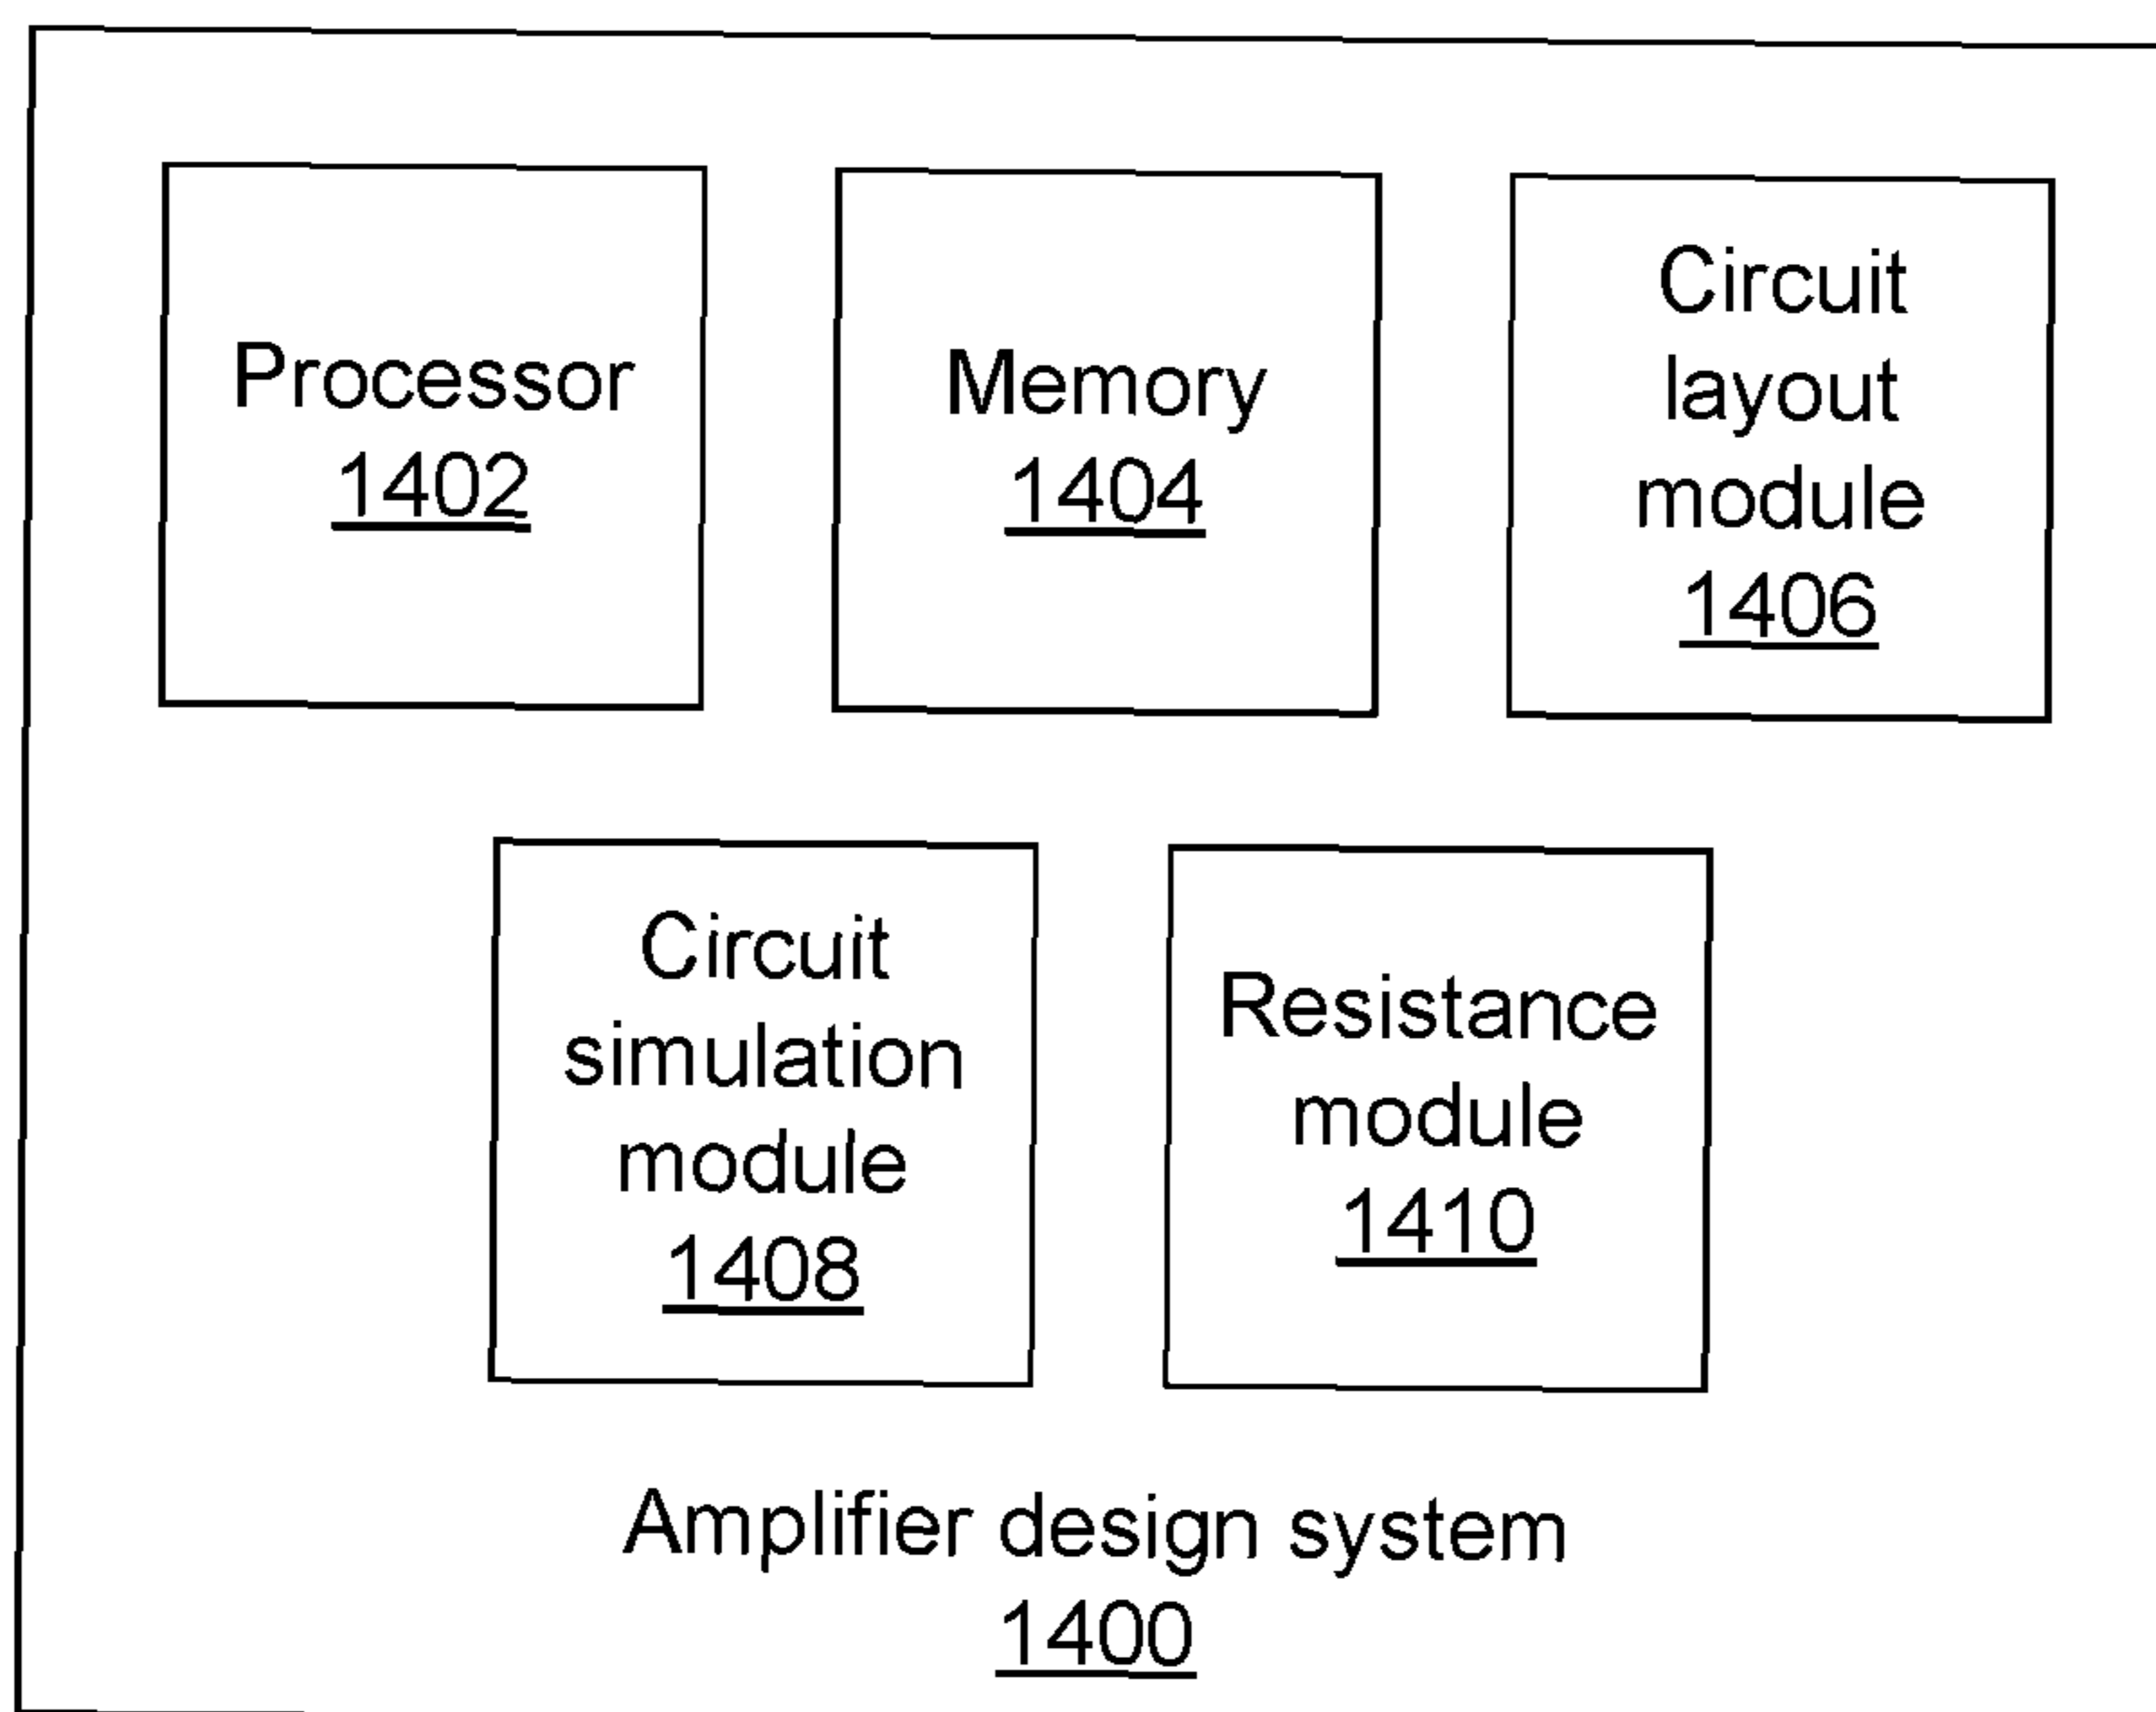 Processor
1402
Memory
1404
Circuit
layout
module
1406
Circuit
simulation
module
1408
Resistance
module
1410
Amplifier design system
1400